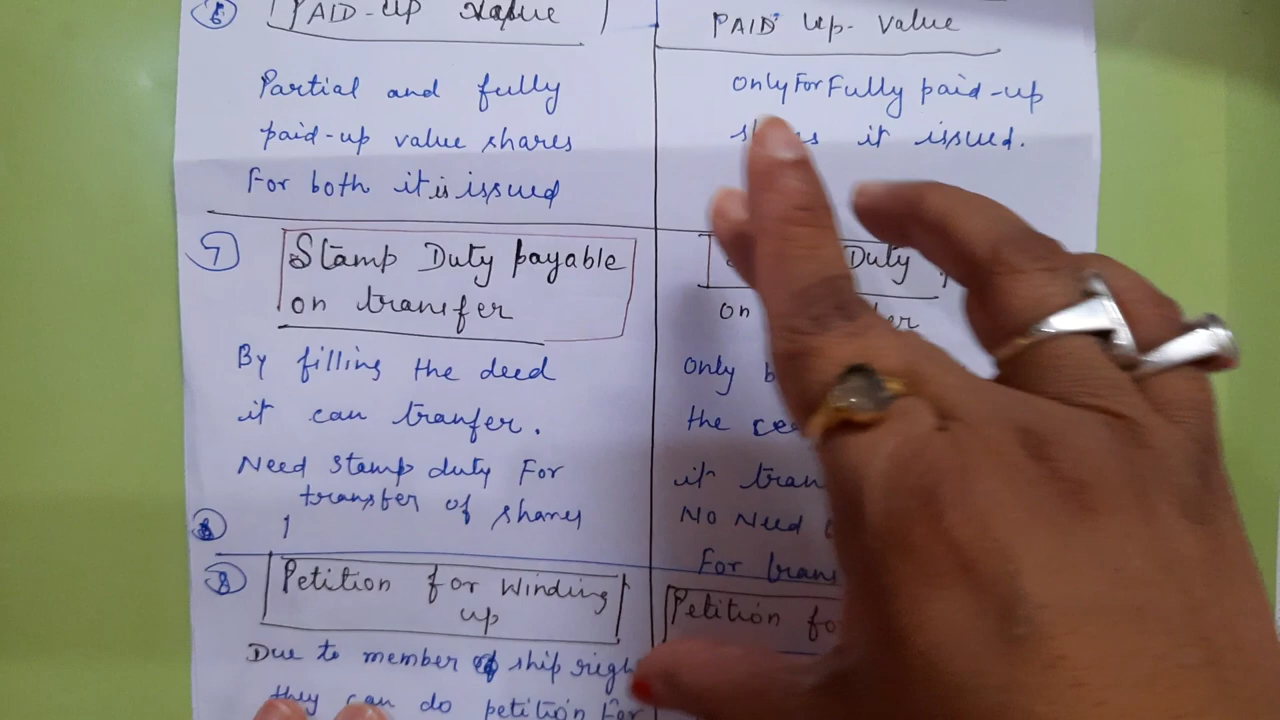 6 PAID-UP value
Partial and fully
paid-up value shares
For both it is issued
PAID Up- Value
only For Fully paid-up
it issued.
7 Stamp Duty payable
on transfer
By filling the deed
it can tranfer.
Need stamp duty For
transfer of shares
Duty
on
only
the
it
No Need
For
8
8 Petition for Winding
up
Due to member of ship
they can do petition For
Petition